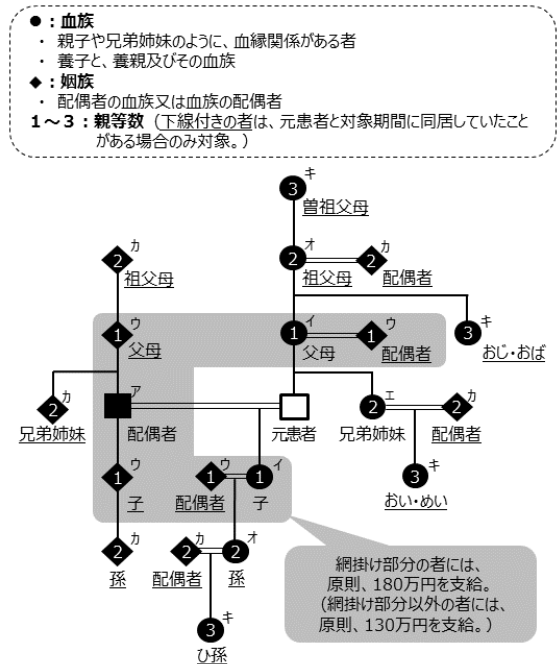 ●：血族
・ 親子や兄弟姉妹のように、血縁関係がある者
・ 養子と、養親及びその血族
◆：姻族
・ 配偶者の血族又は血族の配偶者
１～３：親等数（下線付きの者は、元患者と対象期間に同居していたこと
がある場合のみ対象。）
3 キ
曽祖父母
2 カ
祖父母
2 オ
祖父母
2 カ
配偶者
1 ウ
父母
1 イ
父母
1 ウ
配偶者
3 キ
おじ・おば
2 カ
兄弟姉妹
ア
配偶者
元患者
2 エ
兄弟姉妹
2 カ
配偶者
1 ウ
子
1 ウ
配偶者
1 イ
子
3 キ
おい・めい
2 カ
孫
2 カ
配偶者
2 オ
孫
3 キ
ひ孫
網掛け部分の者には、
原則、180万円を支給。
（網掛け部分以外の者には、
原則、130万円を支給。）